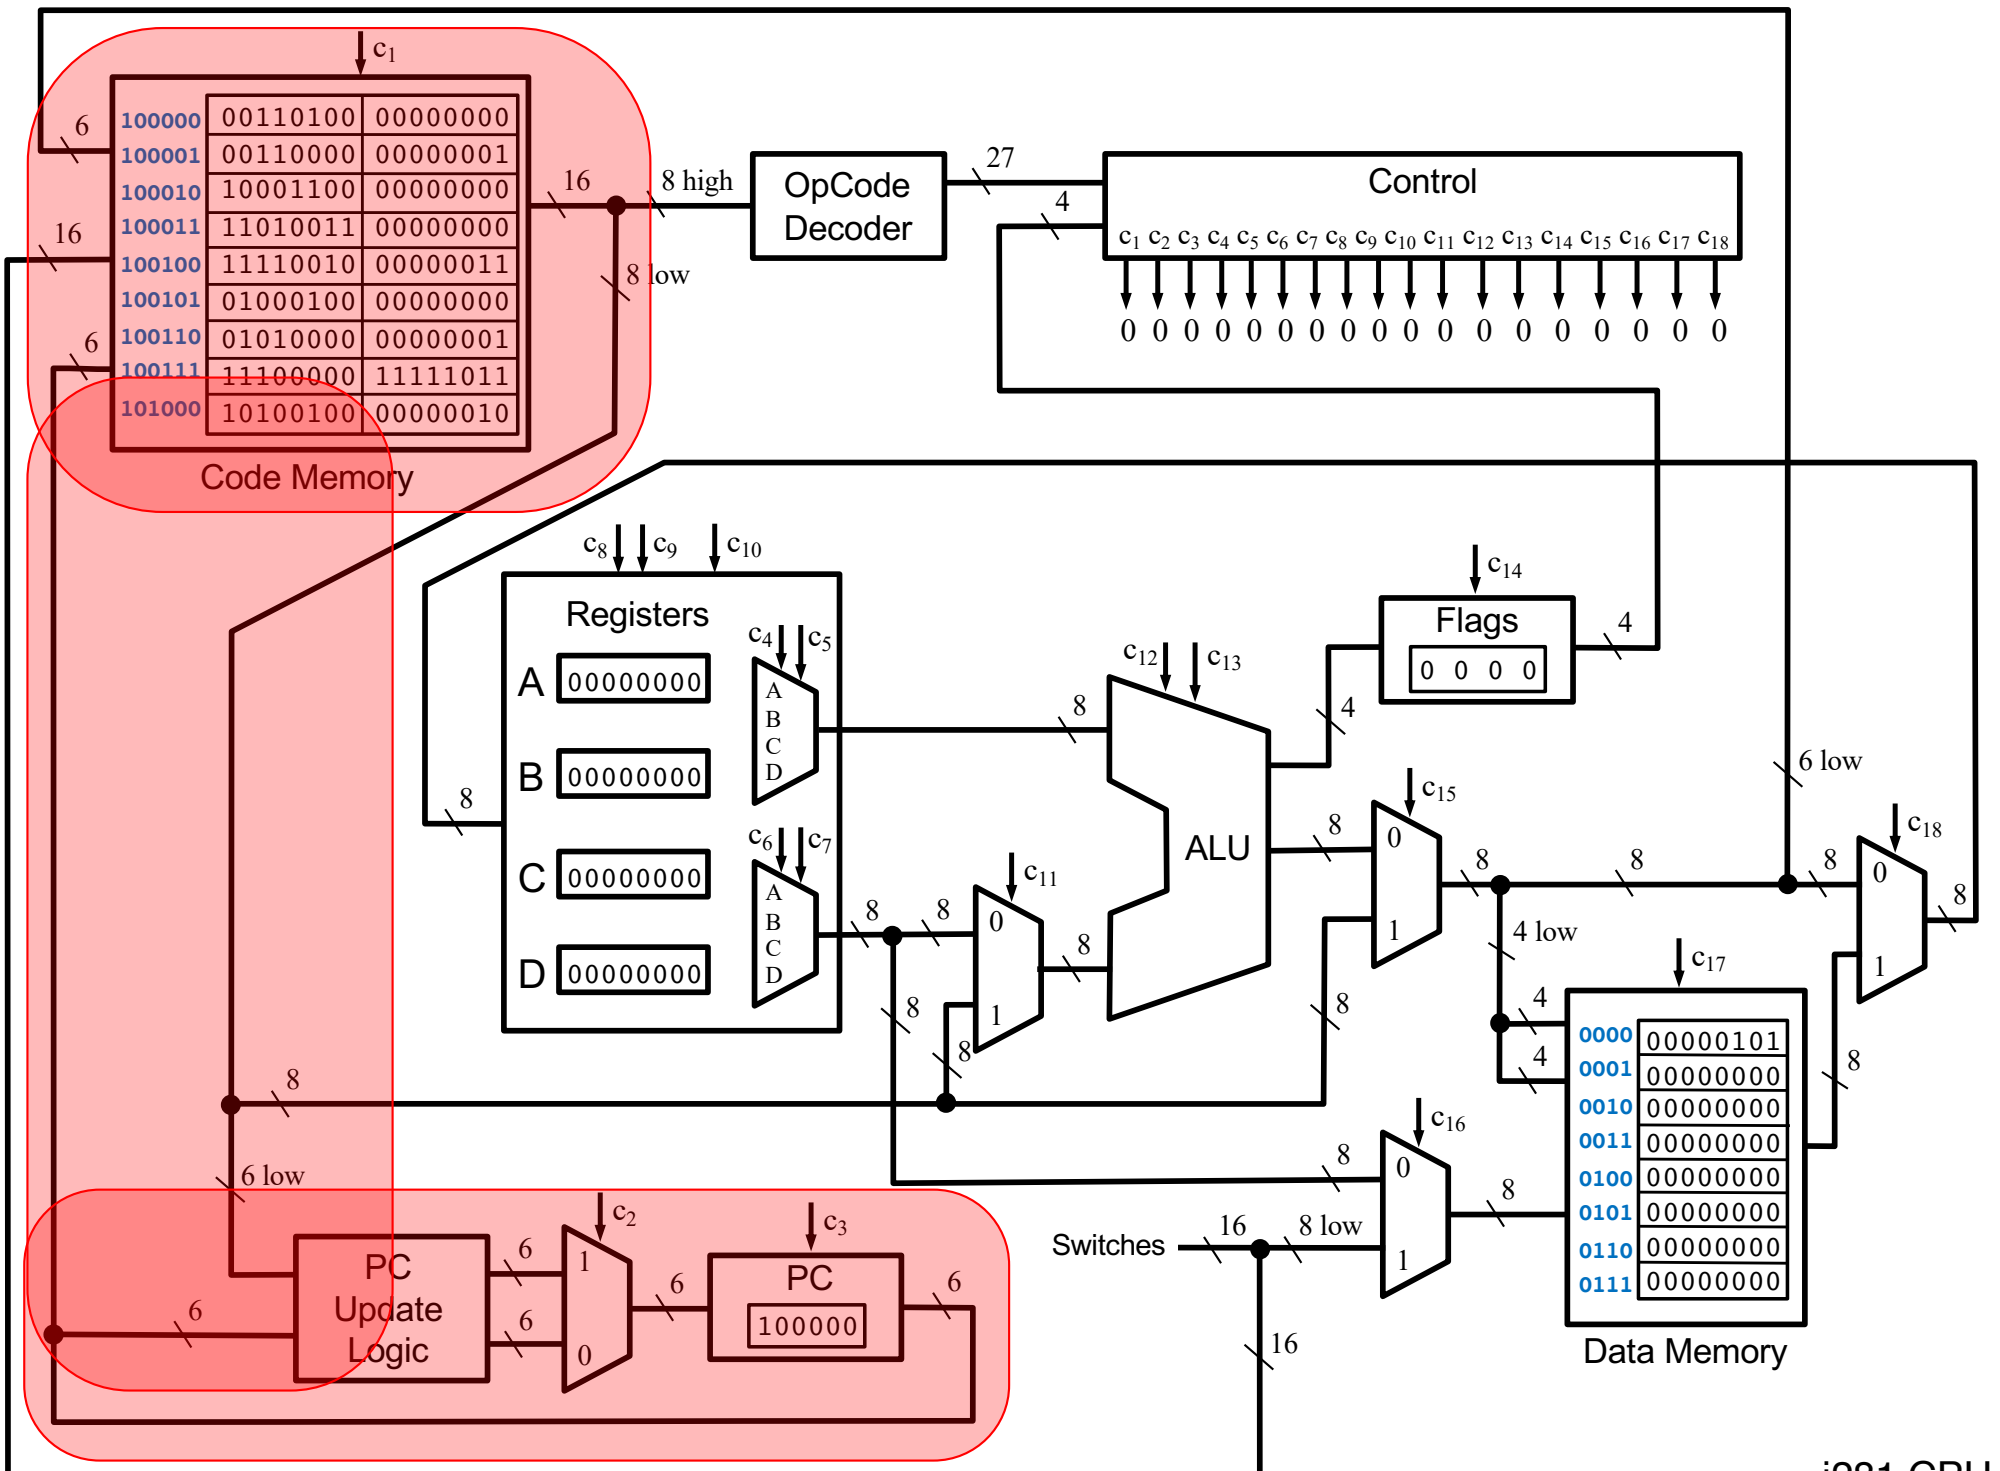 c1
100000 00110100 00000000
100001 00110000 00000001
100010 10001100 00000000
100011 11010011 00000000
100100 11110010 00000011
100101 01000100 00000000
100110 01010000 00000001
100111 11100000 11111011
101000 10100100 00000010
Code Memory
6
16
6
16
8 high
8 low
OpCode
Decoder
27
4
Control
c1 c2 c3 c4 c5 c6 c7 c8 c9 c10 c11 c12 c13 c14 c15 c16 c17 c18
0 0 0 0 0 0 0 0 0 0 0 0 0 0 0 0 0 0
c8 c9 c10
Registers
A 00000000
B 00000000
C 00000000
D 00000000
8
c4 c5
A
B
C
D
c6 c7
A
B
C
D
8
8
8
8
c11
0
1
8
8
c12 c13
ALU
4
c14
Flags
0 0 0 0
4
8
c15
0
1
8
8
8
8
6 low
4 low
c18
0
1
8
c17
4
4
0000 00000101
0001 00000000
0010 00000000
0011 00000000
0100 00000000
0101 00000000
0110 00000000
0111 00000000
Data Memory
8
8
c16
0
1
8
8
Switches
16
8 low
16
6 low
6
PC
Update
Logic
6
6
c2
1
0
6
c3
PC
100000
6